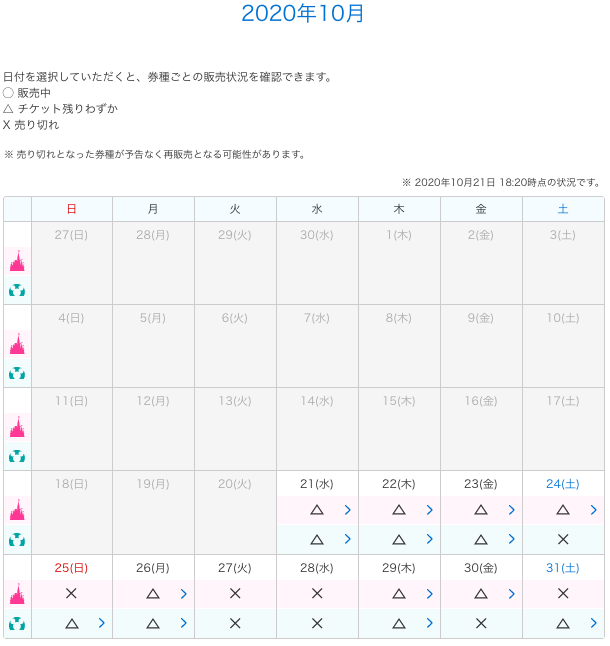 2020年10月
日付を選択していただくと、券種ごとの販売状況を確認できます。
○ 販売中
△ チケット残りわずか
X 売り切れ
※ 売り切れとなった券種が予告なく再販売となる可能性があります。
※ 2020年10月21日 18:20時点の状況です。
日 月 火 水 木 金 土
27(日) 28(月) 29(火) 30(水) 1(木) 2(金) 3(土)
4(日) 5(月) 6(火) 7(水) 8(木) 9(金) 10(土)
11(日) 12(月) 13(火) 14(水) 15(木) 16(金) 17(土)
18(日) 19(月) 20(火) 21(水) 22(木) 23(金) 24(土)
△ △ △ △
△ △ △ ×
25(日) 26(月) 27(火) 28(水) 29(木) 30(金) 31(土)
× △ × × △ △ ×
△ △ × × △ × △